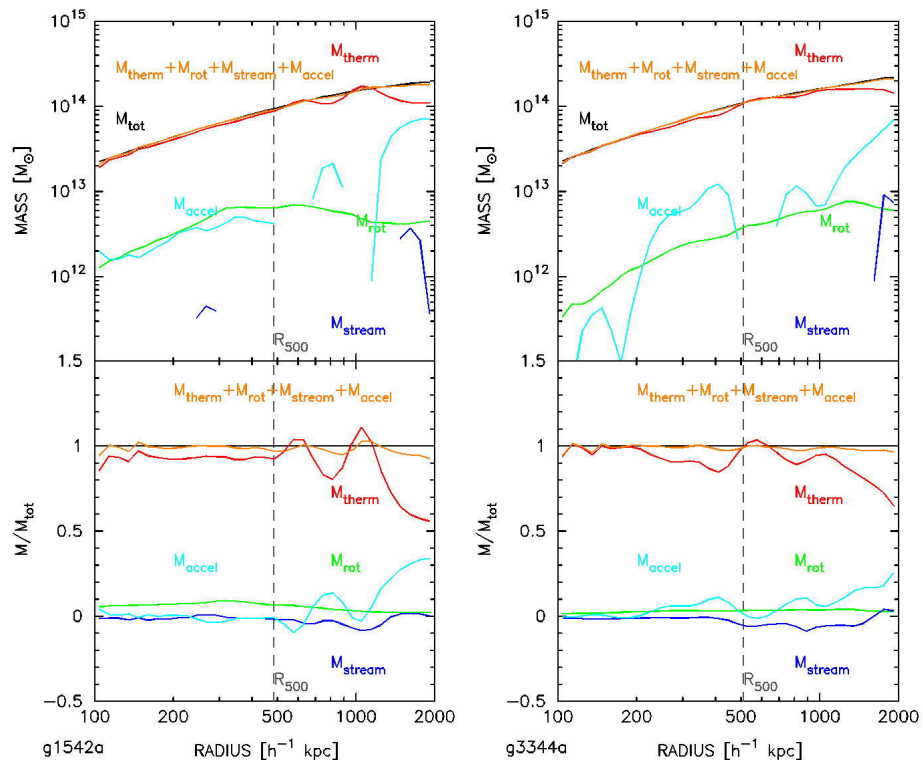 10^15
10^14
10^13
10^12
1.5
MASS [M_⊙]
M_therm
M_therm+M_rot+M_stream+M_accel
M_tot
M_accel
M_rot
M_stream
R_500
1
0.5
0
−0.5
M/M_tot
M_therm+M_rot+M_stream+M_accel
M_therm
M_accel
M_rot
M_stream
R_500
100 200 500 1000 2000
g1542a RADIUS [h^−1 kpc]
10^15
10^14
10^13
10^12
1.5
MASS [M_⊙]
M_therm
M_therm+M_rot+M_stream+M_accel
M_tot
M_accel
M_rot
M_stream
R_500
1
0.5
0
−0.5
M/M_tot
M_therm+M_rot+M_stream+M_accel
M_therm
M_accel
M_rot
M_stream
R_500
100 200 500 1000 2000
g3344a RADIUS [h^−1 kpc]